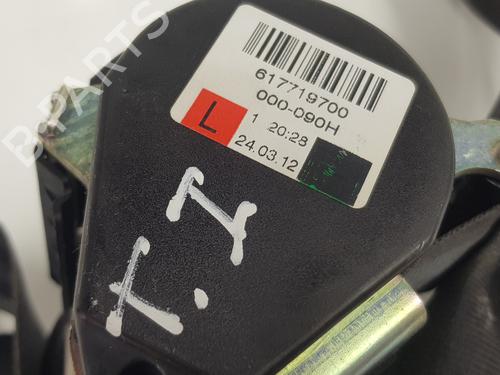 617719700
000-090H
L
1 20:28
24.03.12
T. I
B-PARTS